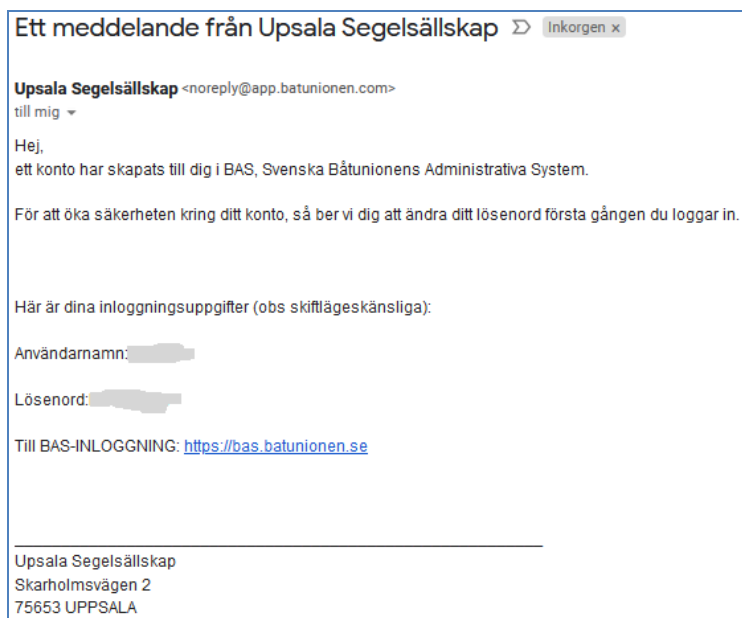 Ett meddelande från Upsala Segelsällskap Inkorgen x
Upsala Segelsällskap <noreply@app.batunionen.com>
till mig
Hej,
ett konto har skapats till dig i BAS, Svenska Båtunionens Administrativa System.
För att öka säkerheten kring ditt konto, så ber vi dig att ändra ditt lösenord första gången du loggar in.
Här är dina inloggningsuppgifter (obs skiftlägeskänsliga):
Användarnamn:
Lösenord:
Till BAS-INLOGGNING: https://bas.batunionen.se
Upsala Segelsällskap
Skarholmsvägen 2
75653 UPPSALA